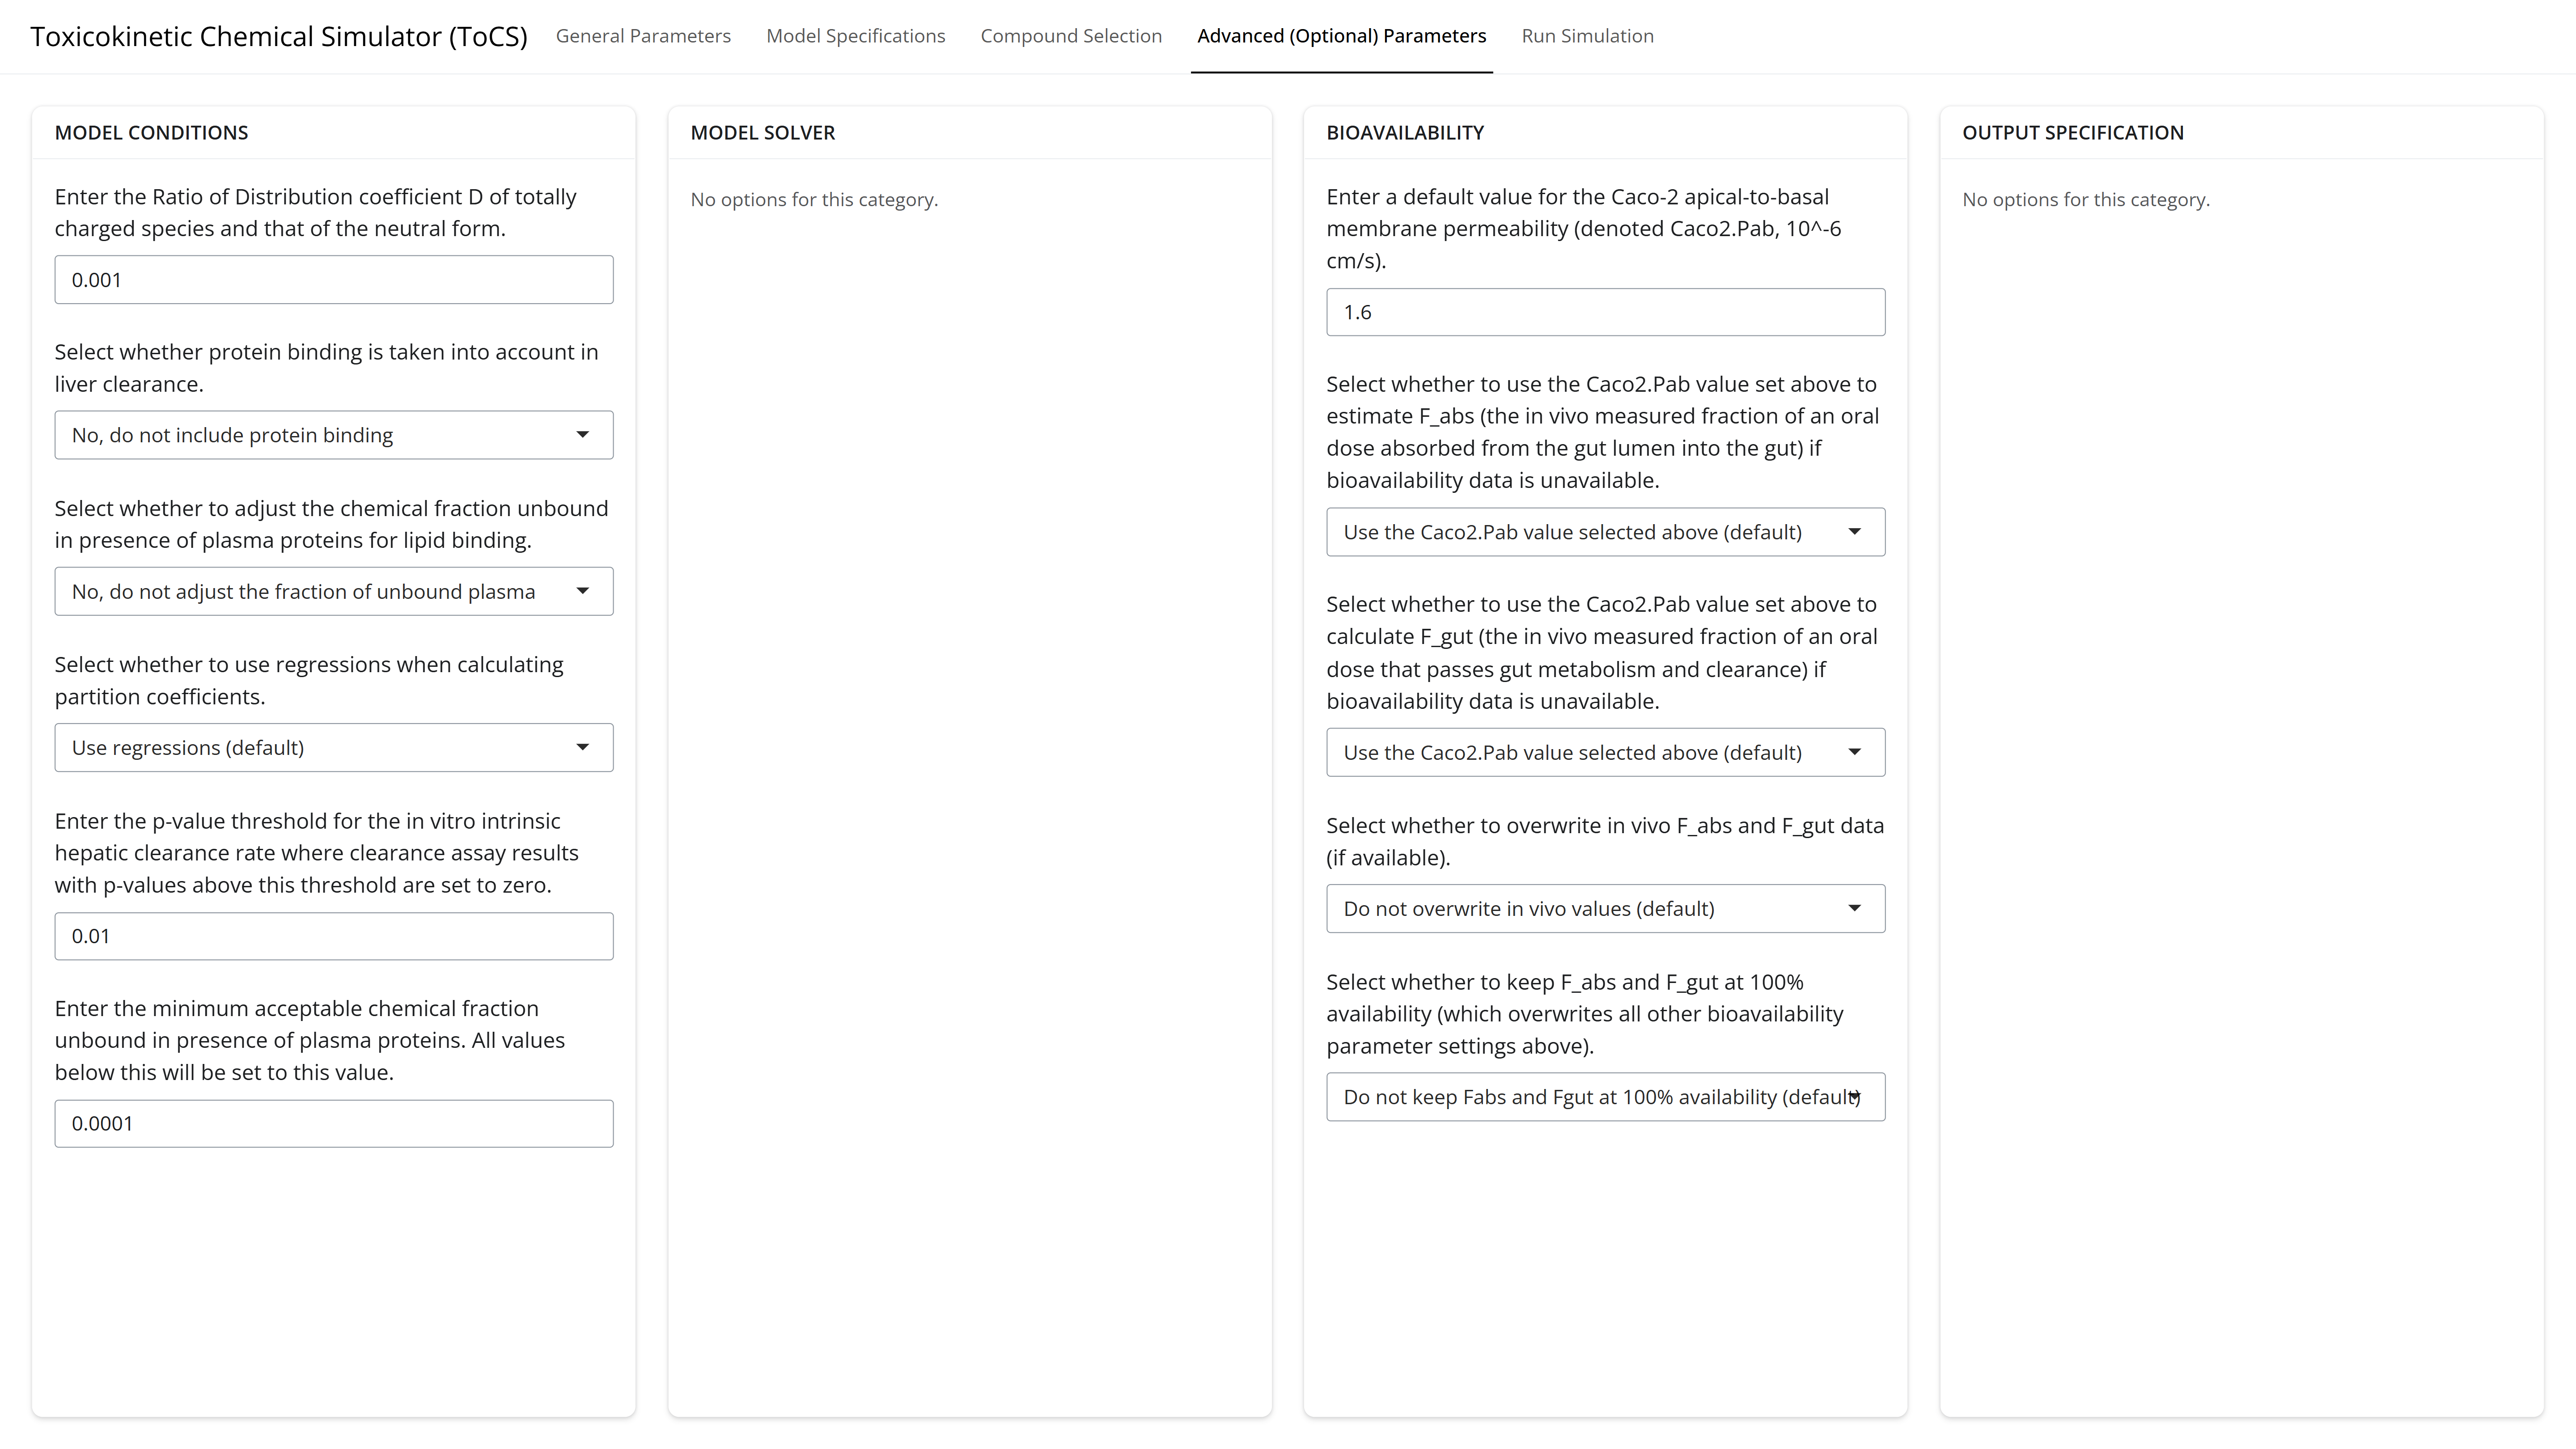 Toxicokinetic Chemical Simulator (ToCS)
General Parameters
Model Specifications
Compound Selection
Advanced (Optional) Parameters
Run Simulation
MODEL CONDITIONS
Enter the Ratio of Distribution coefficient D of totally
charged species and that of the neutral form.
0.001
Select whether protein binding is taken into account in
liver clearance.
No, do not include protein binding
Select whether to adjust the chemical fraction unbound
in presence of plasma proteins for lipid binding.
No, do not adjust the fraction of unbound plasma
Select whether to use regressions when calculating
partition coefficients.
Use regressions (default)
Enter the p-value threshold for the in vitro intrinsic
hepatic clearance rate where clearance assay results
with p-values above this threshold are set to zero.
0.01
Enter the minimum acceptable chemical fraction
unbound in presence of plasma proteins. All values
below this will be set to this value.
0.0001
MODEL SOLVER
No options for this category.
BIOAVAILABILITY
Enter a default value for the Caco-2 apical-to-basal
membrane permeability (denoted Caco2.Pab, 10^-6
cm/s).
1.6
Select whether to use the Caco2.Pab value set above to
estimate F_abs (the in vivo measured fraction of an oral
dose absorbed from the gut lumen into the gut) if
bioavailability data is unavailable.
Use the Caco2.Pab value selected above (default)
Select whether to use the Caco2.Pab value set above to
calculate F_gut (the in vivo measured fraction of an oral
dose that passes gut metabolism and clearance) if
bioavailability data is unavailable.
Use the Caco2.Pab value selected above (default)
Select whether to overwrite in vivo F_abs and F_gut data
(if available).
Do not overwrite in vivo values (default)
Select whether to keep F_abs and F_gut at 100%
availability (which overwrites all other bioavailability
parameter settings above).
Do not keep Fabs and Fgut at 100% availability (default)
OUTPUT SPECIFICATION
No options for this category.